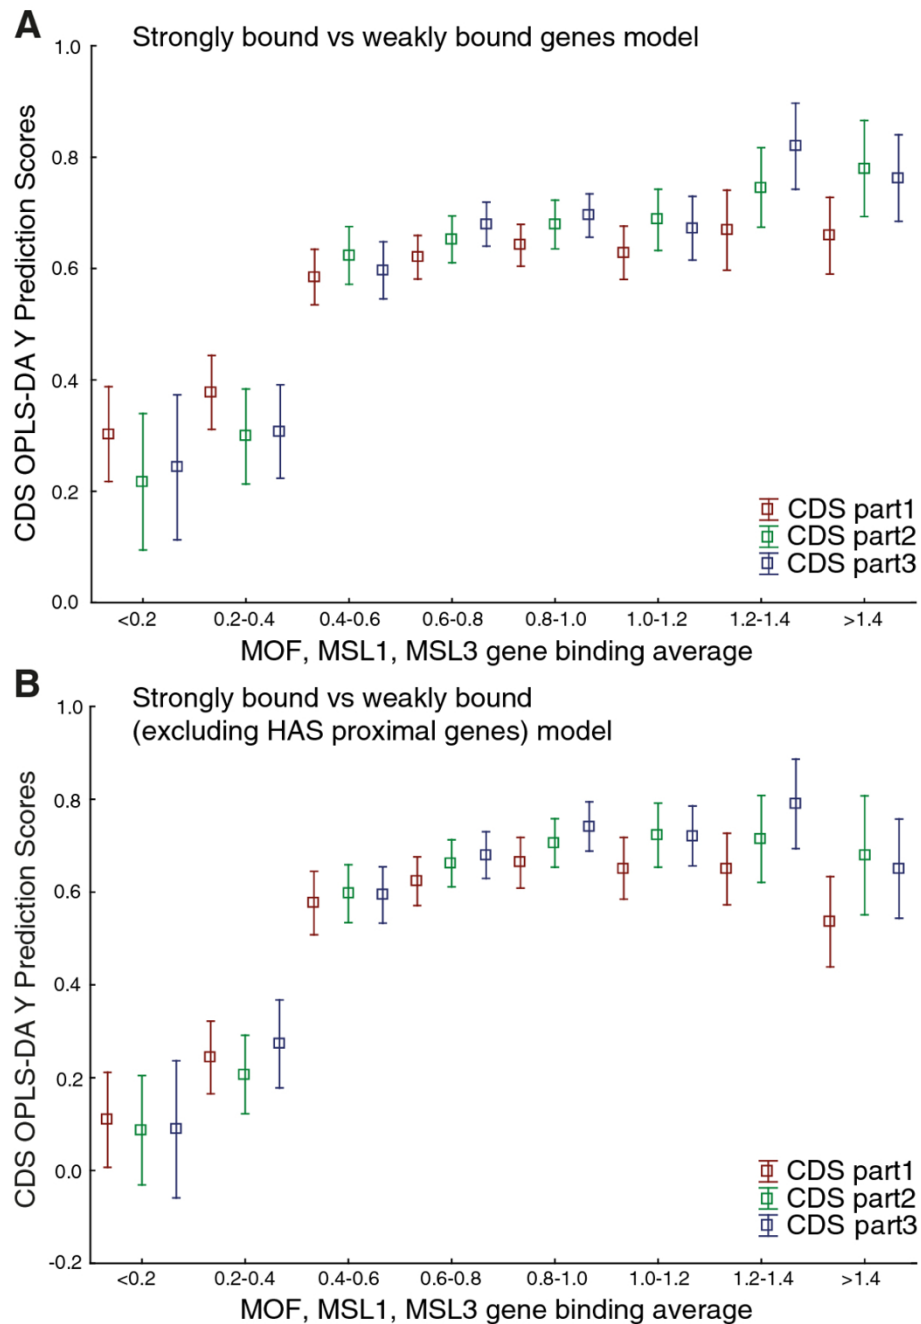 A
Strongly bound vs weakly bound genes model
CDS OPLS-DA Y Prediction Scores
1.0
0.8
0.6
0.4
0.2
0.0
CDS part1
CDS part2
CDS part3
<0.2 0.2-0.4 0.4-0.6 0.6-0.8 0.8-1.0 1.0-1.2 1.2-1.4 >1.4
MOF, MSL1, MSL3 gene binding average
B
Strongly bound vs weakly bound
(excluding HAS proximal genes) model
CDS OPLS-DA Y Prediction Scores
1.0
0.8
0.6
0.4
0.2
0.0
-0.2
CDS part1
CDS part2
CDS part3
<0.2 0.2-0.4 0.4-0.6 0.6-0.8 0.8-1.0 1.0-1.2 1.2-1.4 >1.4
MOF, MSL1, MSL3 gene binding average